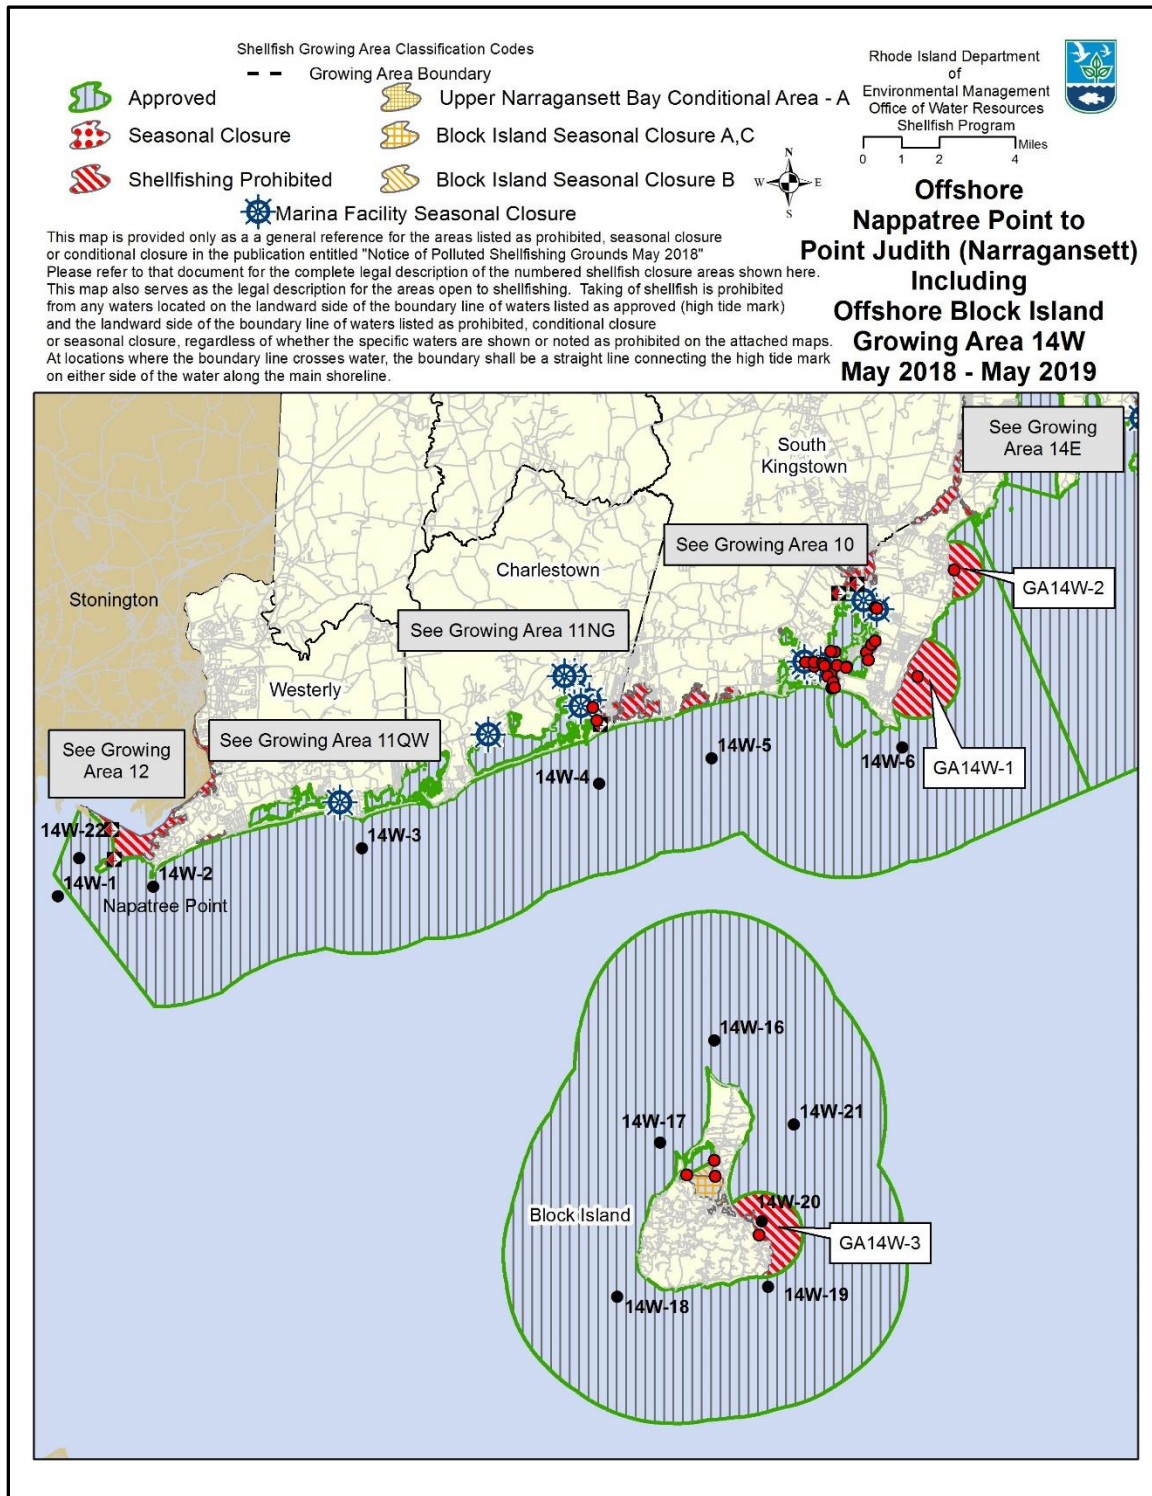 Shellfish Growing Area Classification Codes
Growing Area Boundary
Approved
Upper Narragansett Bay Conditional Area - A
Seasonal Closure
Block Island Seasonal Closure A,C
Shellfishing Prohibited
Block Island Seasonal Closure B
Marina Facility Seasonal Closure
N
W
E
S
Rhode Island Department
of
Environmental Management
Office of Water Resources
Shellfish Program
Miles
0 1 2 4
Offshore
Nappatree Point to
Point Judith (Narragansett)
Including
Offshore Block Island
Growing Area 14W
May 2018 - May 2019
This map is provided only as a a general reference for the areas listed as prohibited, seasonal closure
or conditional closure in the publication entitled "Notice of Polluted Shellfishing Grounds May 2018"
Please refer to that document for the complete legal description of the numbered shellfish closure areas shown here.
This map also serves as the legal description for the areas open to shellfishing. Taking of shellfish is prohibited
from any waters located on the landward side of the boundary line of waters listed as approved (high tide mark)
and the landward side of the boundary line of waters listed as prohibited, conditional closure
or seasonal closure, regardless of whether the specific waters are shown or noted as prohibited on the attached maps.
At locations where the boundary line crosses water, the boundary shall be a straight line connecting the high tide mark
on either side of the water along the main shoreline.
See Growing
Area 14E
South
Kingstown
See Growing Area 10
Charlestown
GA14W-2
Stonington
See Growing Area 11NG
Westerly
See Growing Area 11QW
See Growing
Area 12
14W-5
14W-6
GA14W-1
14W-4
14W-22
14W-3
14W-1
14W-2
Napatree Point
14W-16
14W-21
14W-17
14W-20
Block Island
GA14W-3
14W-19
14W-18